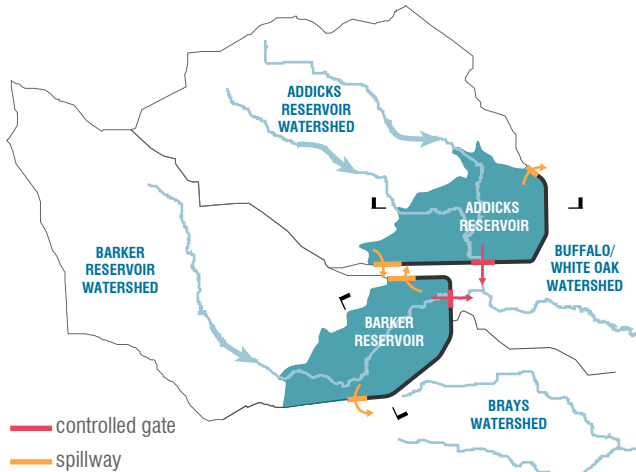 ADDICKS
RESERVOIR
WATERSHED
ADDICKS
RESERVOIR
BARKER
RESERVOIR
WATERSHED
BUFFALO/
WHITE OAK
WATERSHED
BARKER
RESERVOIR
BRAYS
WATERSHED
controlled gate
spillway